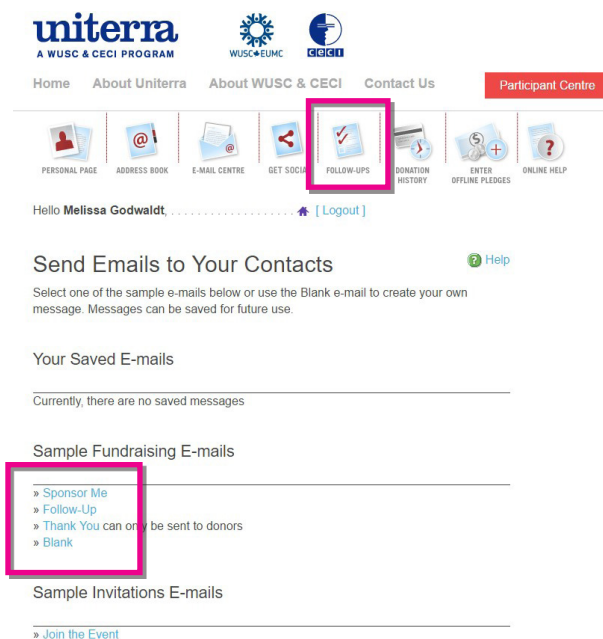 uniterra
A WUSC & CECI PROGRAM
WUSC EUMC
CECI
Home About Uniterra About WUSC & CECI Contact Us Participant Centre
PERSONAL PAGE ADDRESS BOOK E-MAIL CENTRE GET SOCIAL FOLLOW-UPS DONATION HISTORY ENTER OFFLINE PLEDGES ONLINE HELP
Hello Melissa Godwaldt, . . . . . . . . . . . . . . . . . . . [ Logout ]
Send Emails to Your Contacts
Help
Select one of the sample e-mails below or use the Blank e-mail to create your own
message. Messages can be saved for future use.
Your Saved E-mails
Currently, there are no saved messages
Sample Fundraising E-mails
» Sponsor Me
» Follow-Up
» Thank You can only be sent to donors
» Blank
Sample Invitations E-mails
» Join the Event